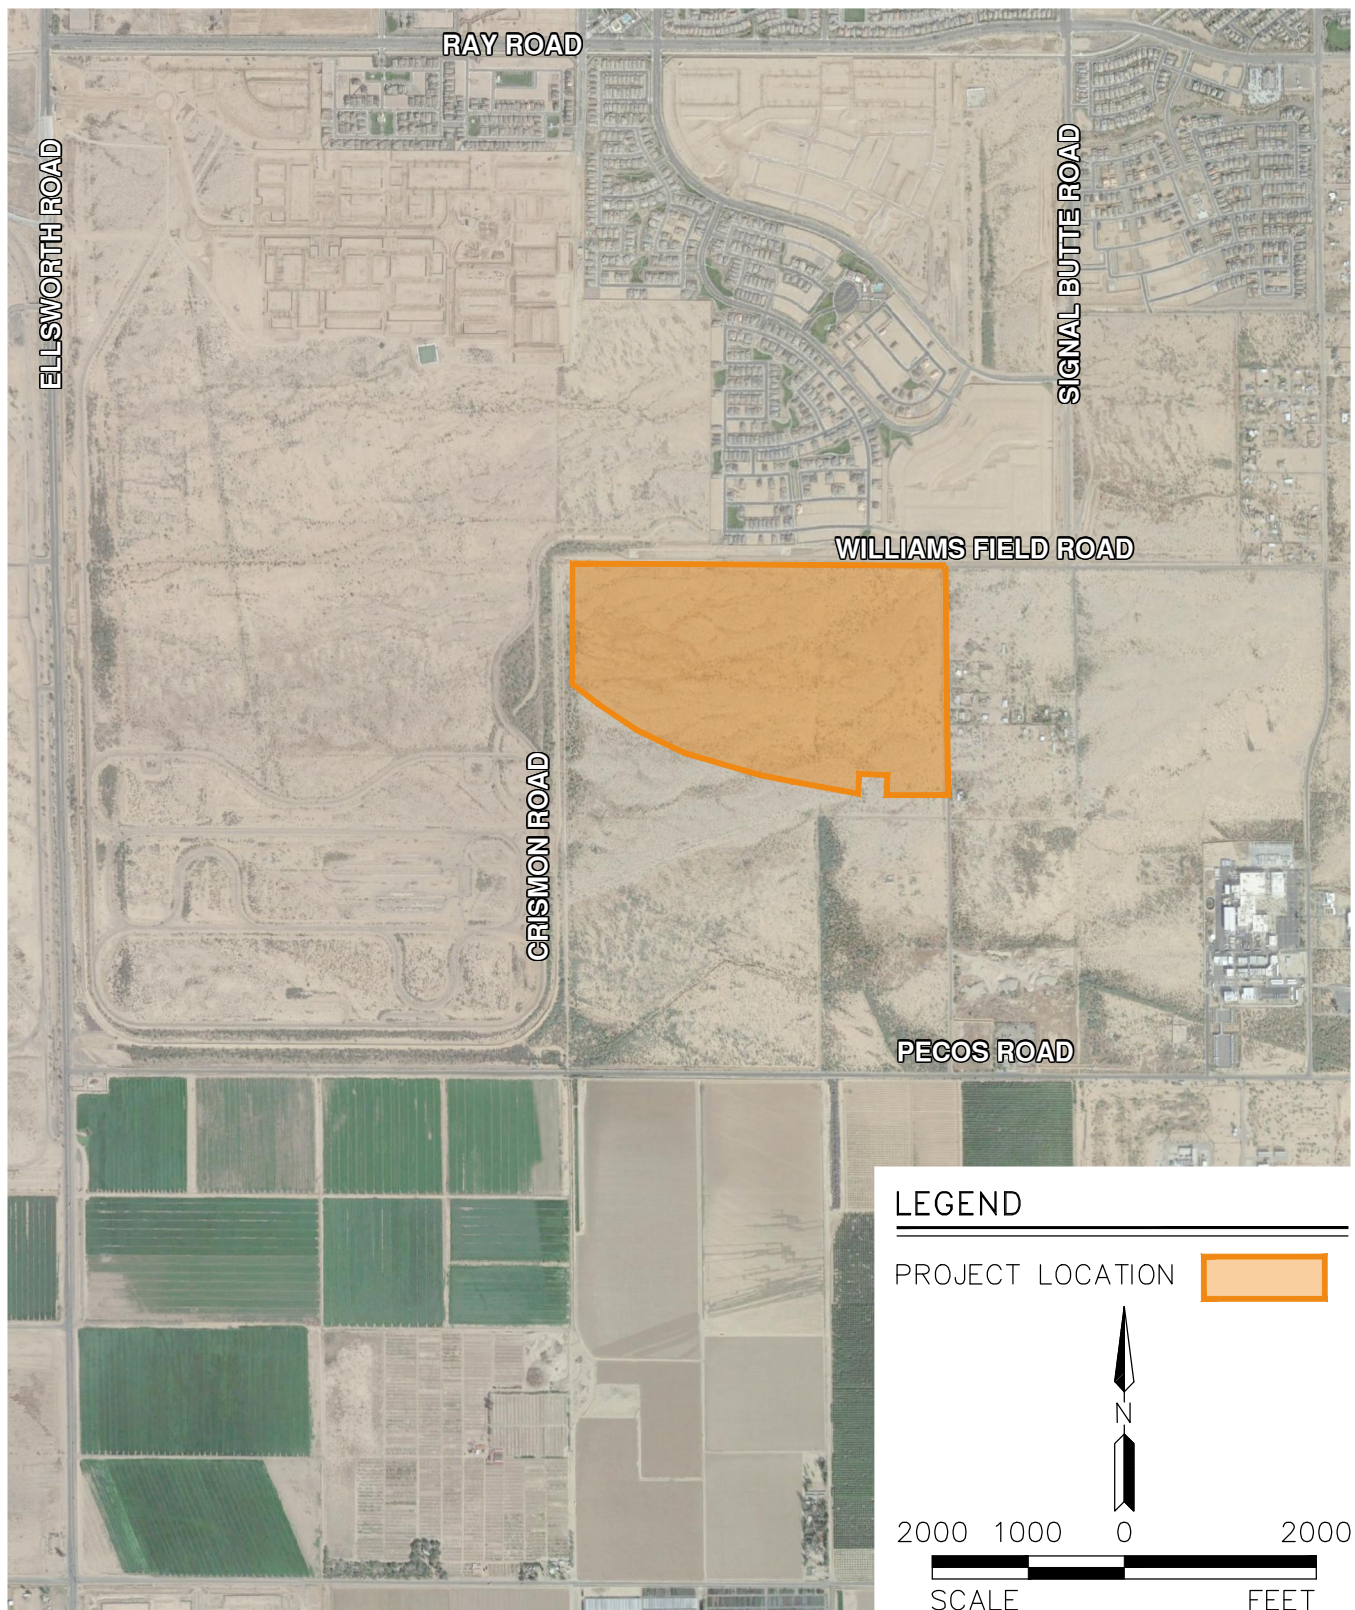 RAY ROAD
ELLSWORTH ROAD
SIGNAL BUTTE ROAD
WILLIAMS FIELD ROAD
CRISMON ROAD
PECOS ROAD
LEGEND
PROJECT LOCATION
N
2000 1000 0 2000
SCALE FEET